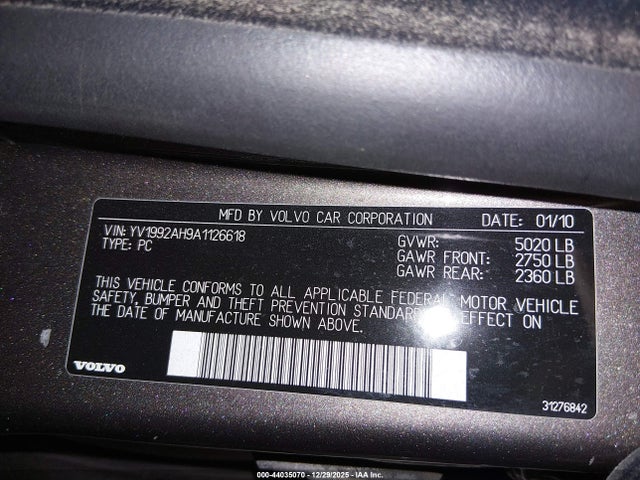 MFD BY VOLVO CAR CORPORATION DATE: 01/10
VIN: YV1992AH9A1126618
TYPE: PC
GVWR: 5020 LB
GAWR FRONT: 2750 LB
GAWR REAR: 2360 LB
THIS VEHICLE CONFORMS TO ALL APPLICABLE FEDERAL MOTOR VEHICLE
SAFETY, BUMPER AND THEFT PREVENTION STANDARDS EFFECT ON
THE DATE OF MANUFACTURE SHOWN ABOVE.
VOLVO
31276842
000-44035070 - 12/29/2025 - IAA Inc.